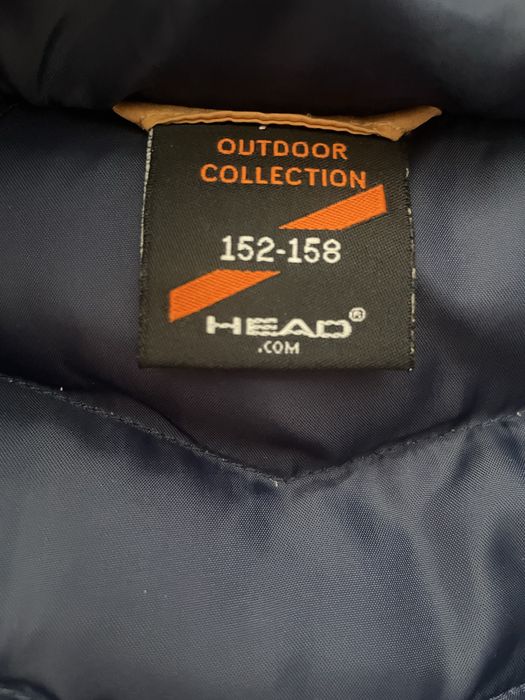 OUTDOOR
COLLECTION
152-158
HEAD®
.COM